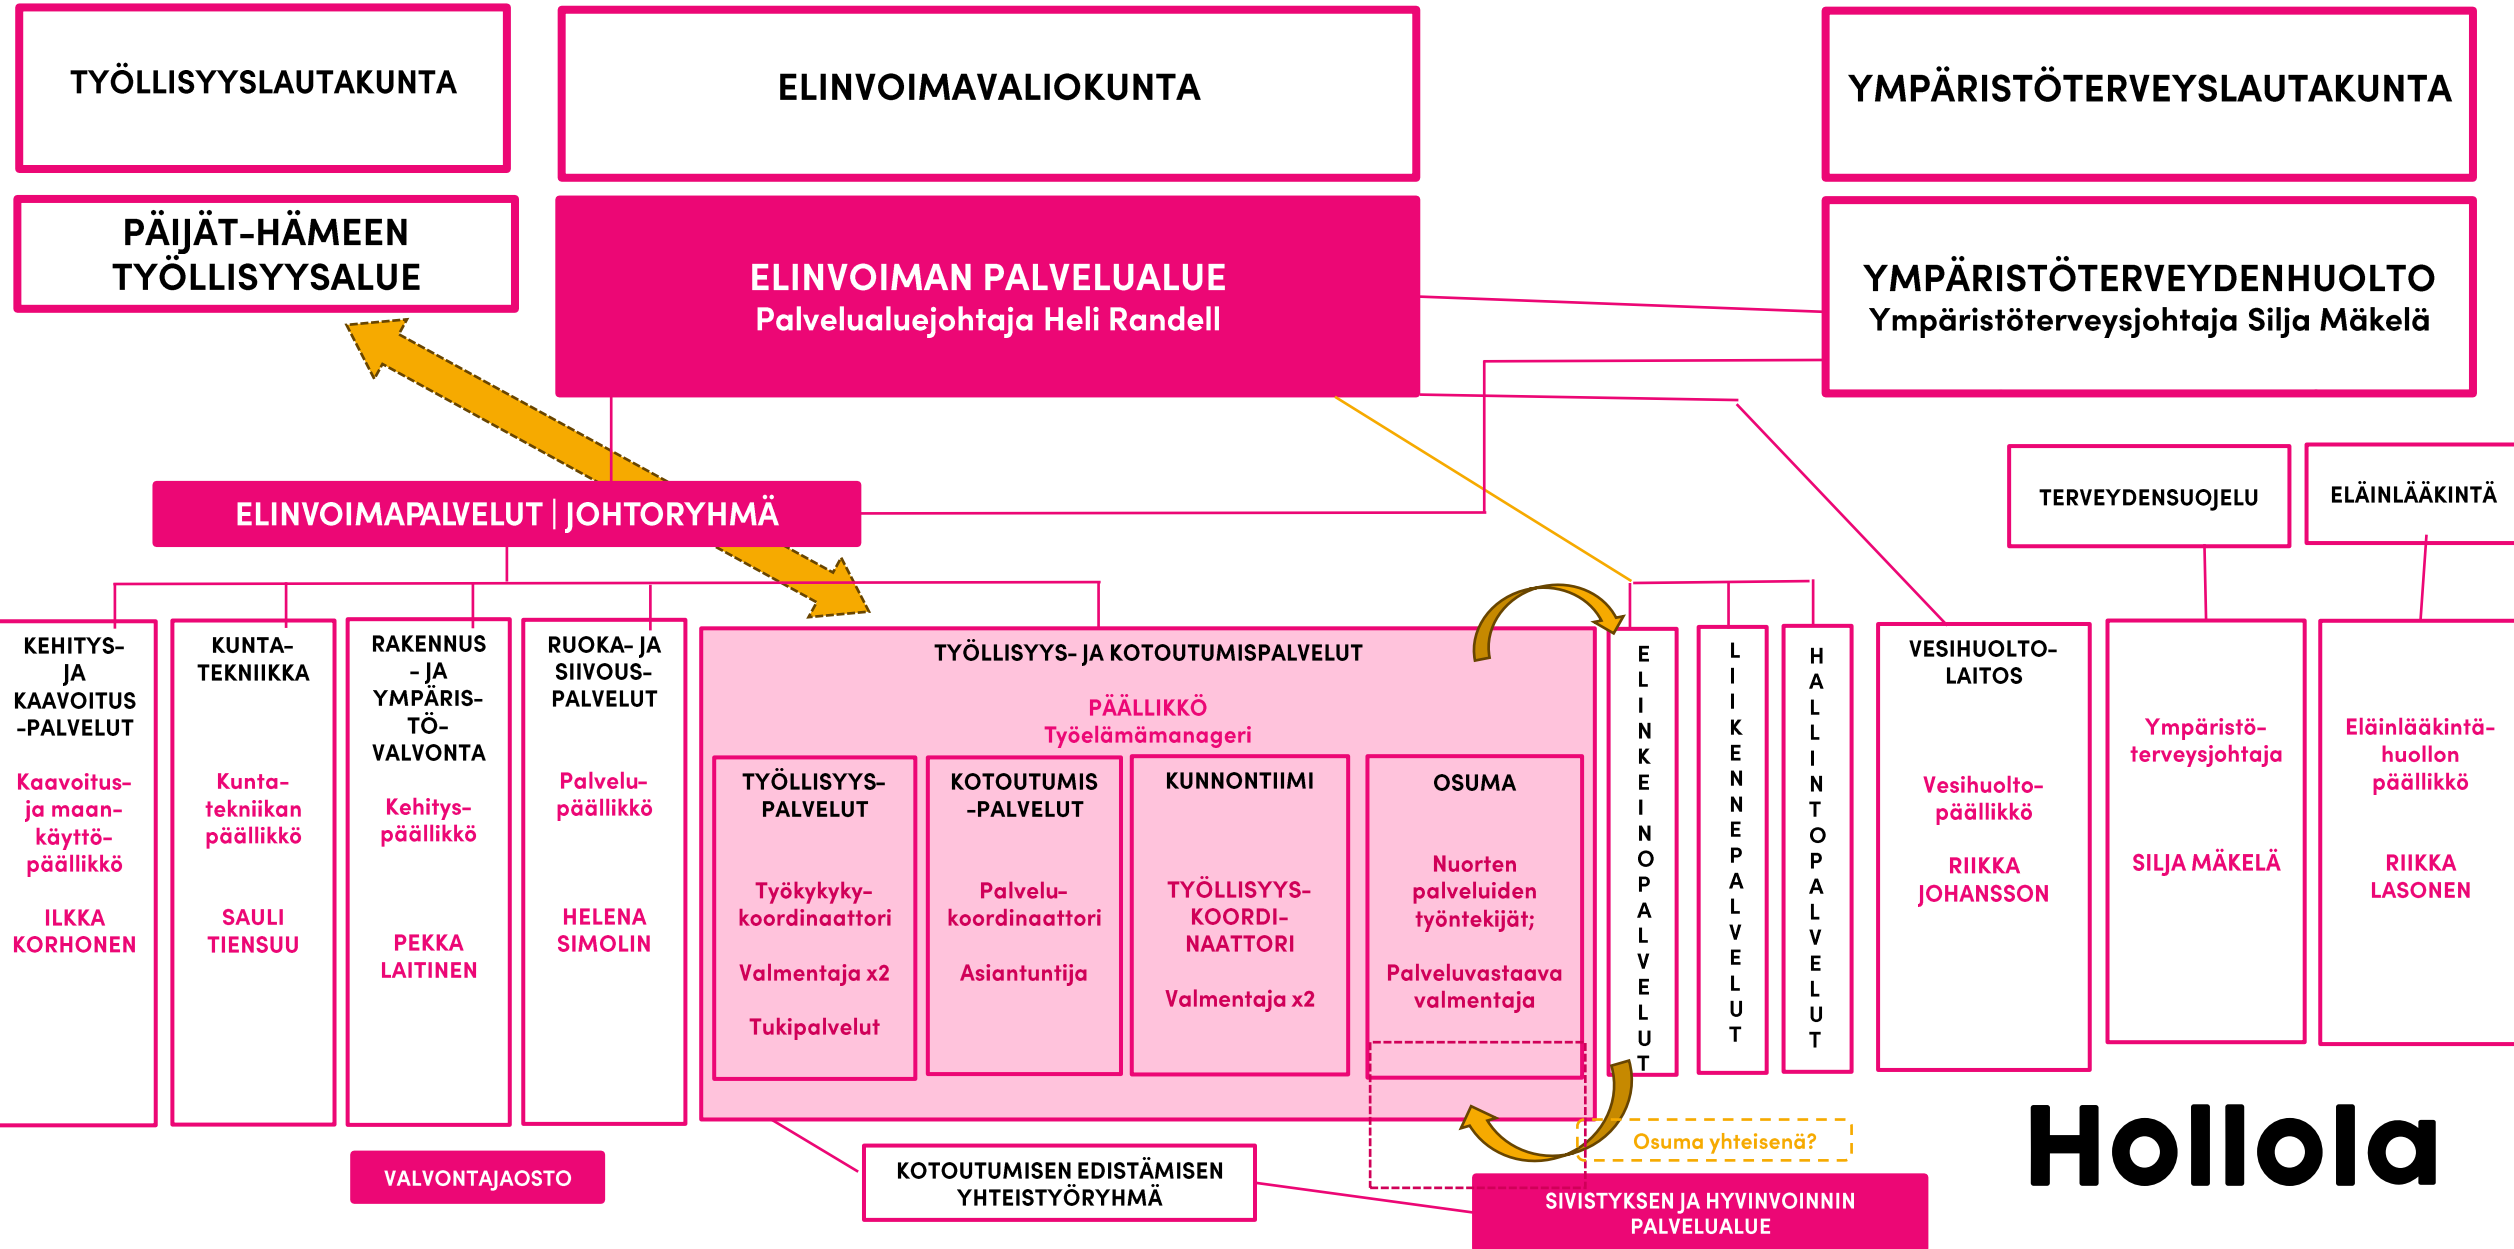 TYÖLLISYYSLAUTAKUNTA
ELINVOIMAVALIOKUNTA
YMPÄRISTÖTERVEYSLAUTAKUNTA
PÄIJÄT-HÄMEEN
TYÖLLISYYSALUE
ELINVOIMAN PALVELUALUE
Palvelualuejohtaja Heli Randell
YMPÄRISTÖTERVEYDENHUOLTO
Ympäristöterveysjohtaja Silja Mäkelä
TERVEYDENSUOJELU
ELÄINLÄÄKINTÄ
ELINVOIMAPALVELUT | JOHTORYHMÄ
KEHITYS-
JA
KAAVOITUS
-PALVELUT
Kaavoitus-
ja maan-
käyttö-
päällikkö
ILKKA
KORHONEN
KUNTA-
TEKNIIKKA
Kunta-
tekniikan
päällikkö
SAULI
TIENSUU
RAKENNUS
- JA
YMPÄRIS-
TÖ-
VALVONTA
Kehitys-
päällikkö
PEKKA
LAITINEN
RUOKA- JA
SIIVOUS-
PALVELUT
Palvelu-
päällikkö
HELENA
SIMOLIN
TYÖLLISYYS- JA KOTOUTUMISPALVELUT
PÄÄLLIKKÖ
Työelämämanageri
TYÖLLISYYS-
PALVELUT
Työkykyky-
koordinaattori
Valmentaja x2
Tukipalvelut
KOTOUTUMIS
-PALVELUT
Palvelu-
koordinaattori
Asiantuntija
KUNNONTIIMI
TYÖLLISYYS-
KOORDI-
NAATTORI
Valmentaja x2
OSUMA
Nuorten
palveluiden
työntekijät;
Palveluvastaava
valmentaja
ELINKEINOPALVELUT
LIIKENNEPALVELUT
HALLINTOPALVELUT
VESIHUOLTO-
LAITOS
Vesihuolto-
päällikkö
RIIKKA
JOHANSSON
Ympäristö-
terveysjohtaja
SILJA MÄKELÄ
Eläinlääkintä-
huollon
päällikkö
RIIKKA
LASONEN
VALVONTAJAOSTO
KOTOUTUMISEN EDISTÄMISEN
YHTEISTYÖRYHMÄ
Osuma yhteisenä?
SIVISTYKSEN JA HYVINVOINNIN
PALVELUALUE
Hollola